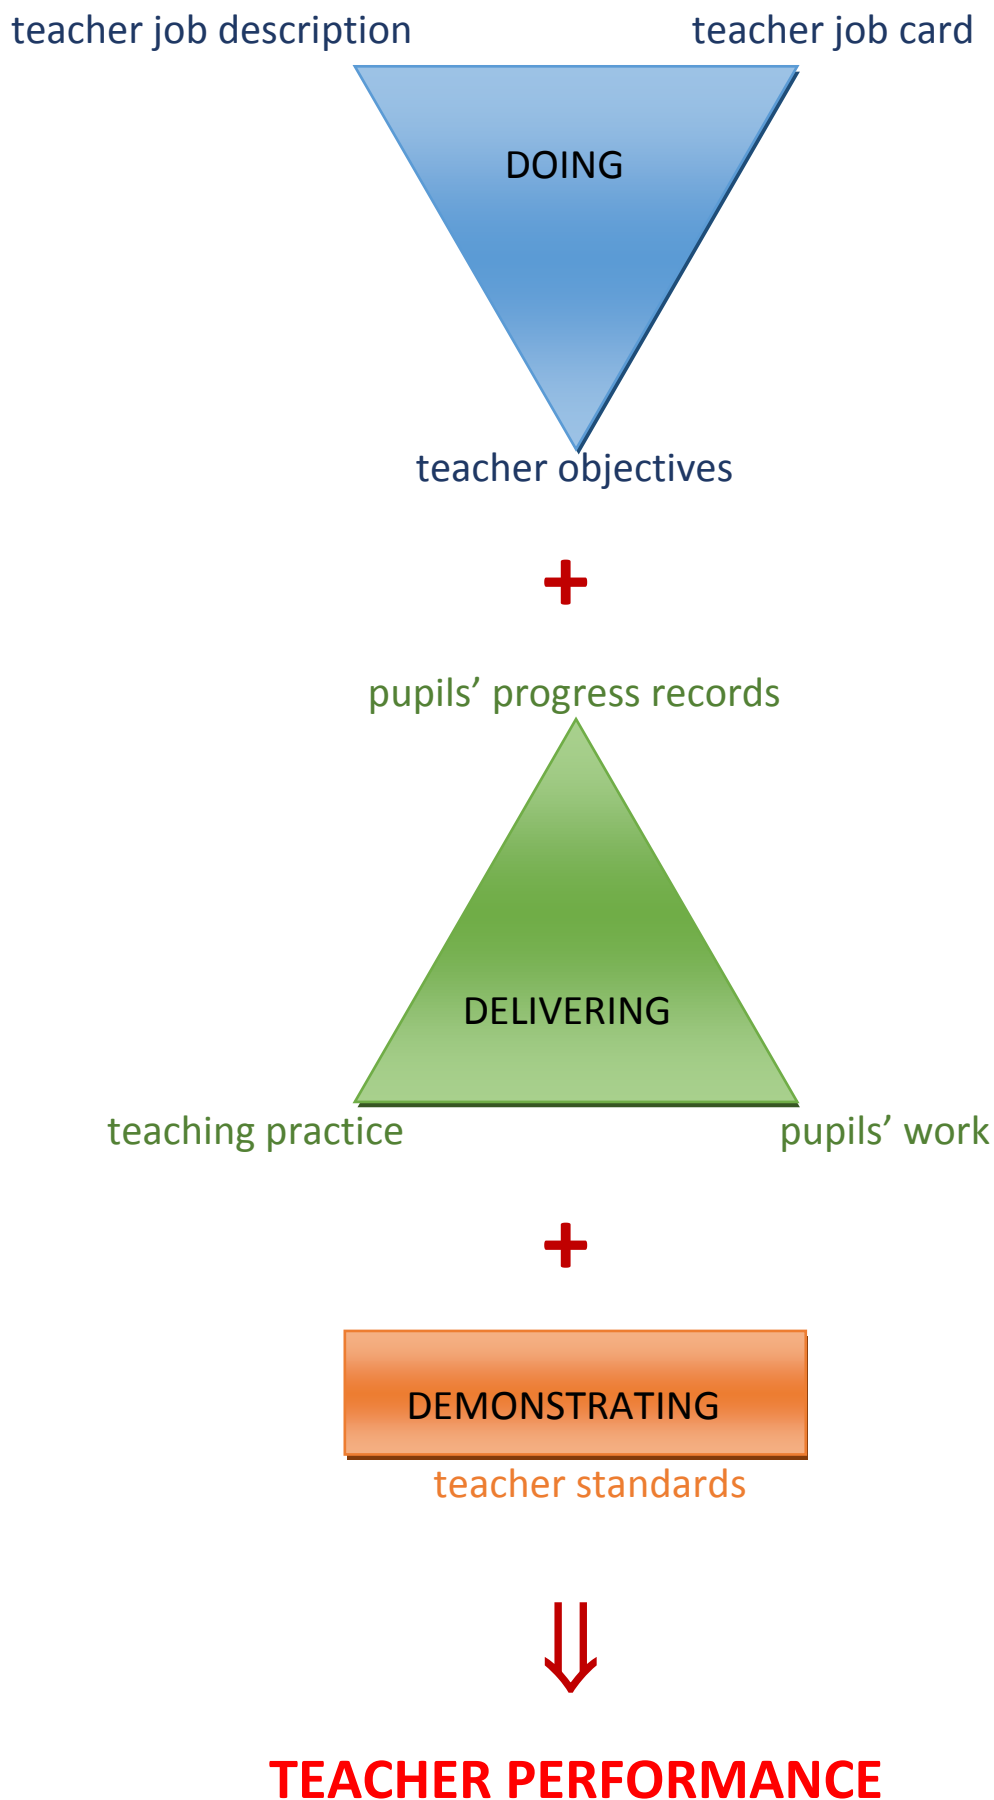 teacher job description teacher job card
DOING
teacher objectives
+
pupils’ progress records
DELIVERING
teaching practice pupils’ work
+
DEMONSTRATING
teacher standards
⇓
TEACHER PERFORMANCE